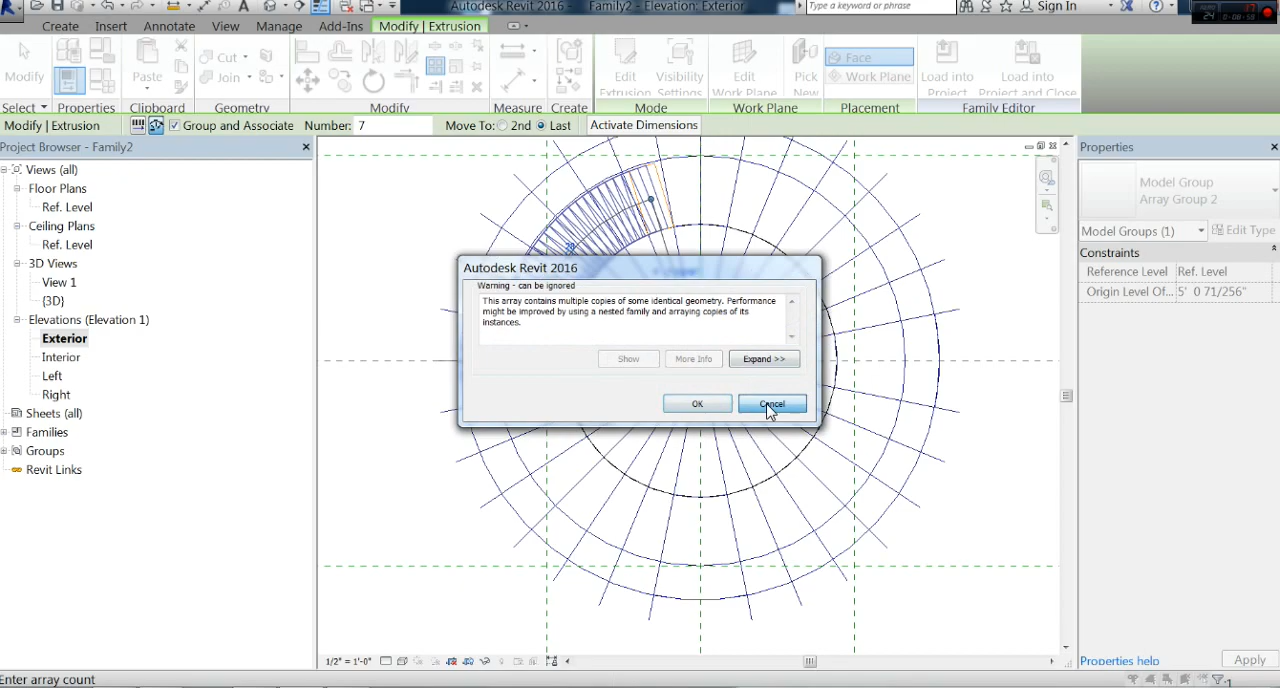 Autodesk Revit 2016 - Family2 - Elevation: Exterior
Type a keyword or phrase
Sign In
Create Insert Annotate View Manage Add-Ins Modify | Extrusion
Modify
Paste
Cut
Join
Edit Extrusion
Visibility Settings
Edit Work Plane
Pick New
Face
Work Plane
Load into Project
Load into Project and Close
Select Properties Clipboard Geometry Modify Measure Create Mode Work Plane Placement Family Editor
Modify | Extrusion
Group and Associate Number: 7 Move To: 2nd Last Activate Dimensions
Project Browser - Family2
Views (all)
Floor Plans
Ref. Level
Ceiling Plans
Ref. Level
3D Views
View 1
{3D}
Elevations (Elevation 1)
Exterior
Interior
Left
Right
Sheets (all)
Families
Groups
Revit Links
28
Autodesk Revit 2016
Warning - can be ignored
This array contains multiple copies of some identical geometry. Performance
might be improved by using a nested family and arraying copies of its
instances.
Show More Info Expand >>
OK Cancel
Properties
Model Group
Array Group 2
Model Groups (1) Edit Type
Constraints
Reference Level Ref. Level
Origin Level Of... 5' 0 71/256"
Properties help Apply
1/2" = 1'-0"
Enter array count